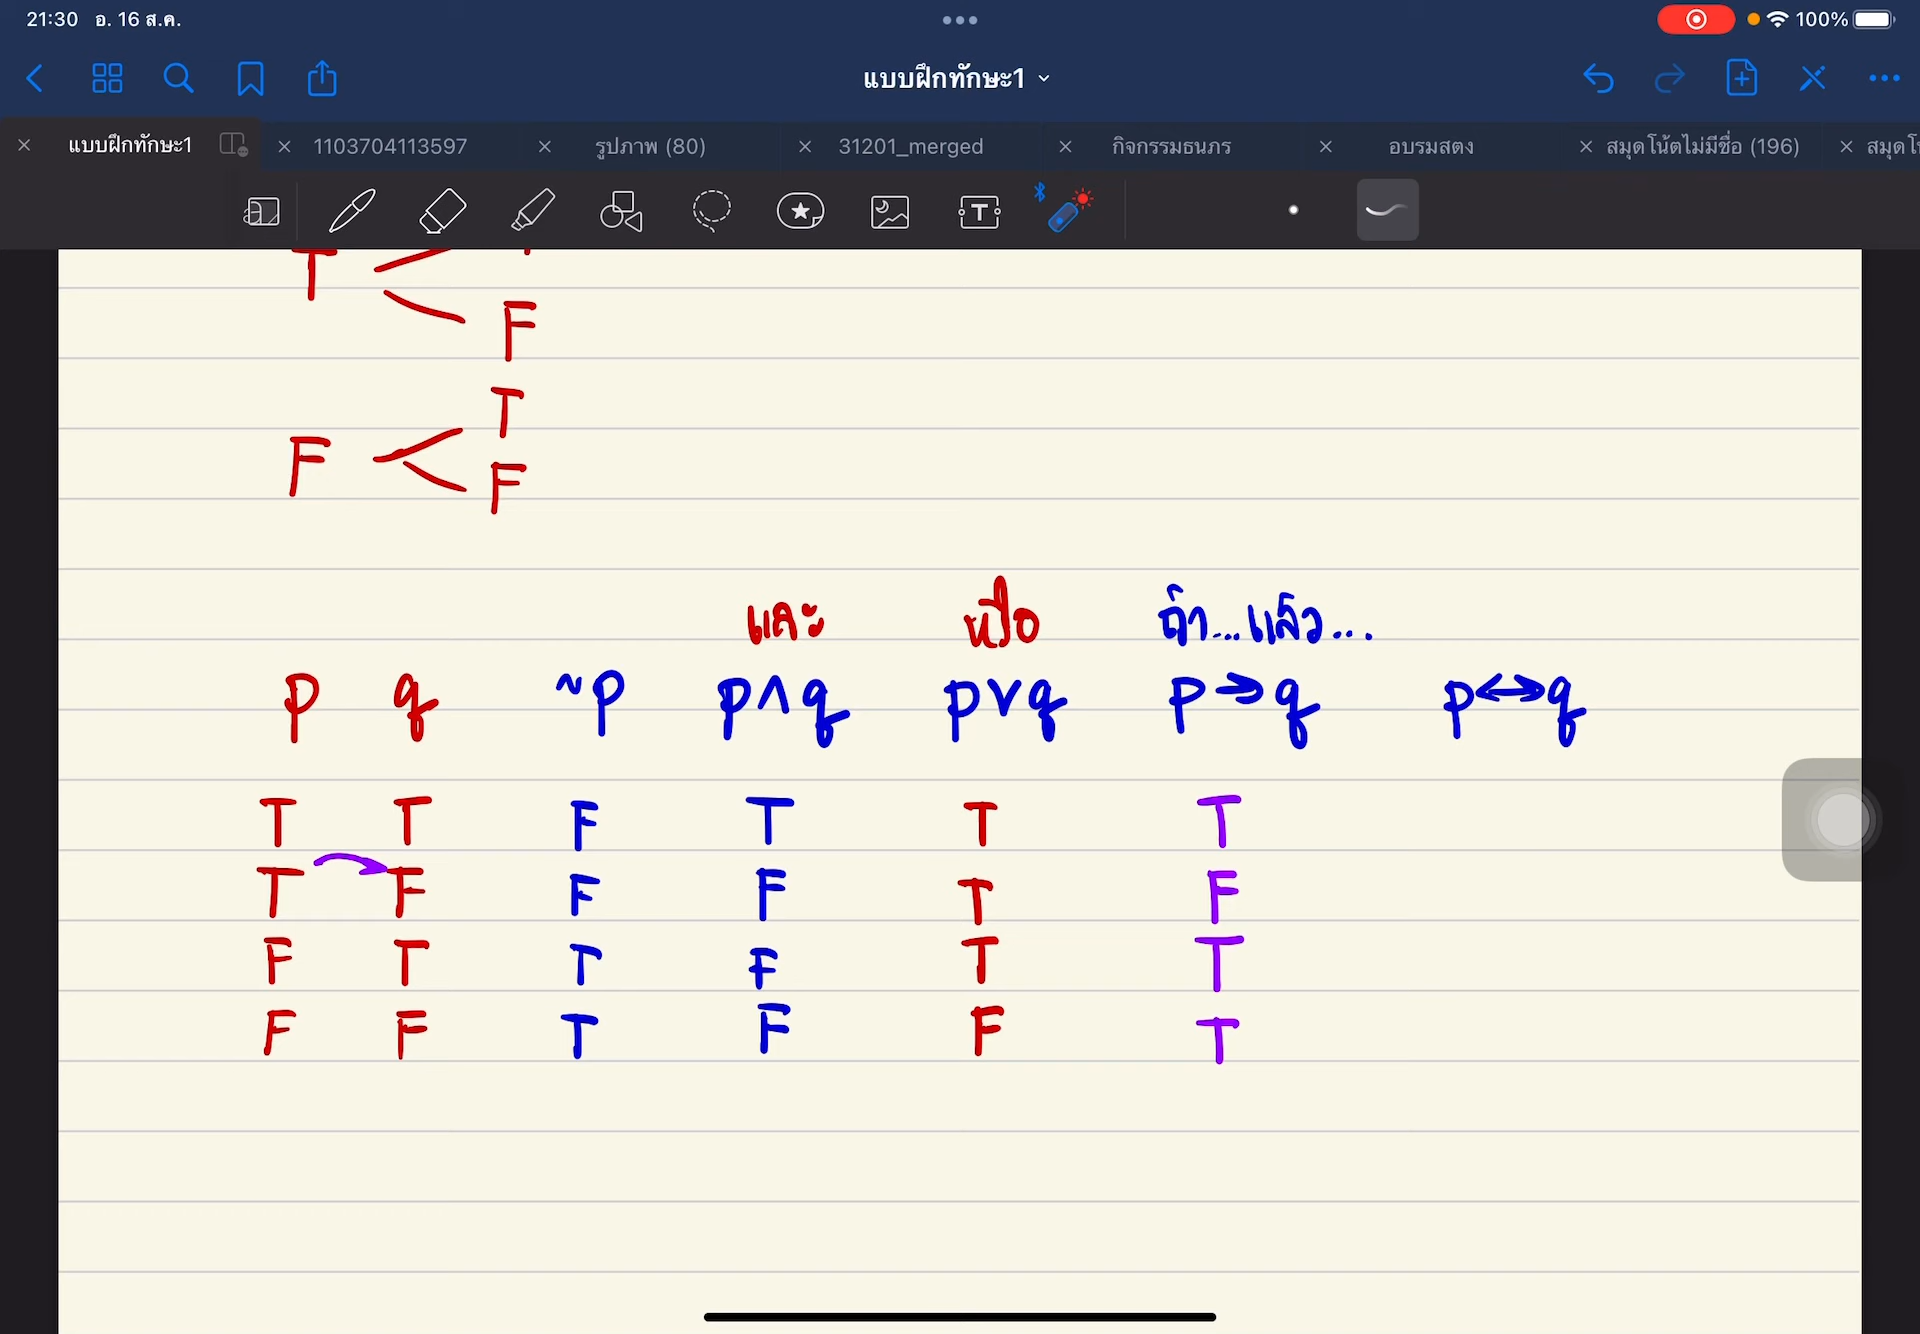 21:30 อ. 16 ส.ค. 100%
แบบฝึกทักษะ1
แบบฝึกทักษะ1 1103704113597 รูปภาพ (80) 31201_merged กิจกรรมธนภร อบรมสตง สมุดโน้ตไม่มีชื่อ (196)
T
F
T
F F
และ หรือ ถ้า...แล้ว...
p q ~p p∧q p∨q p→q p↔q
T T F T T T
T F F F T F
F T T F T T
F F T F F T